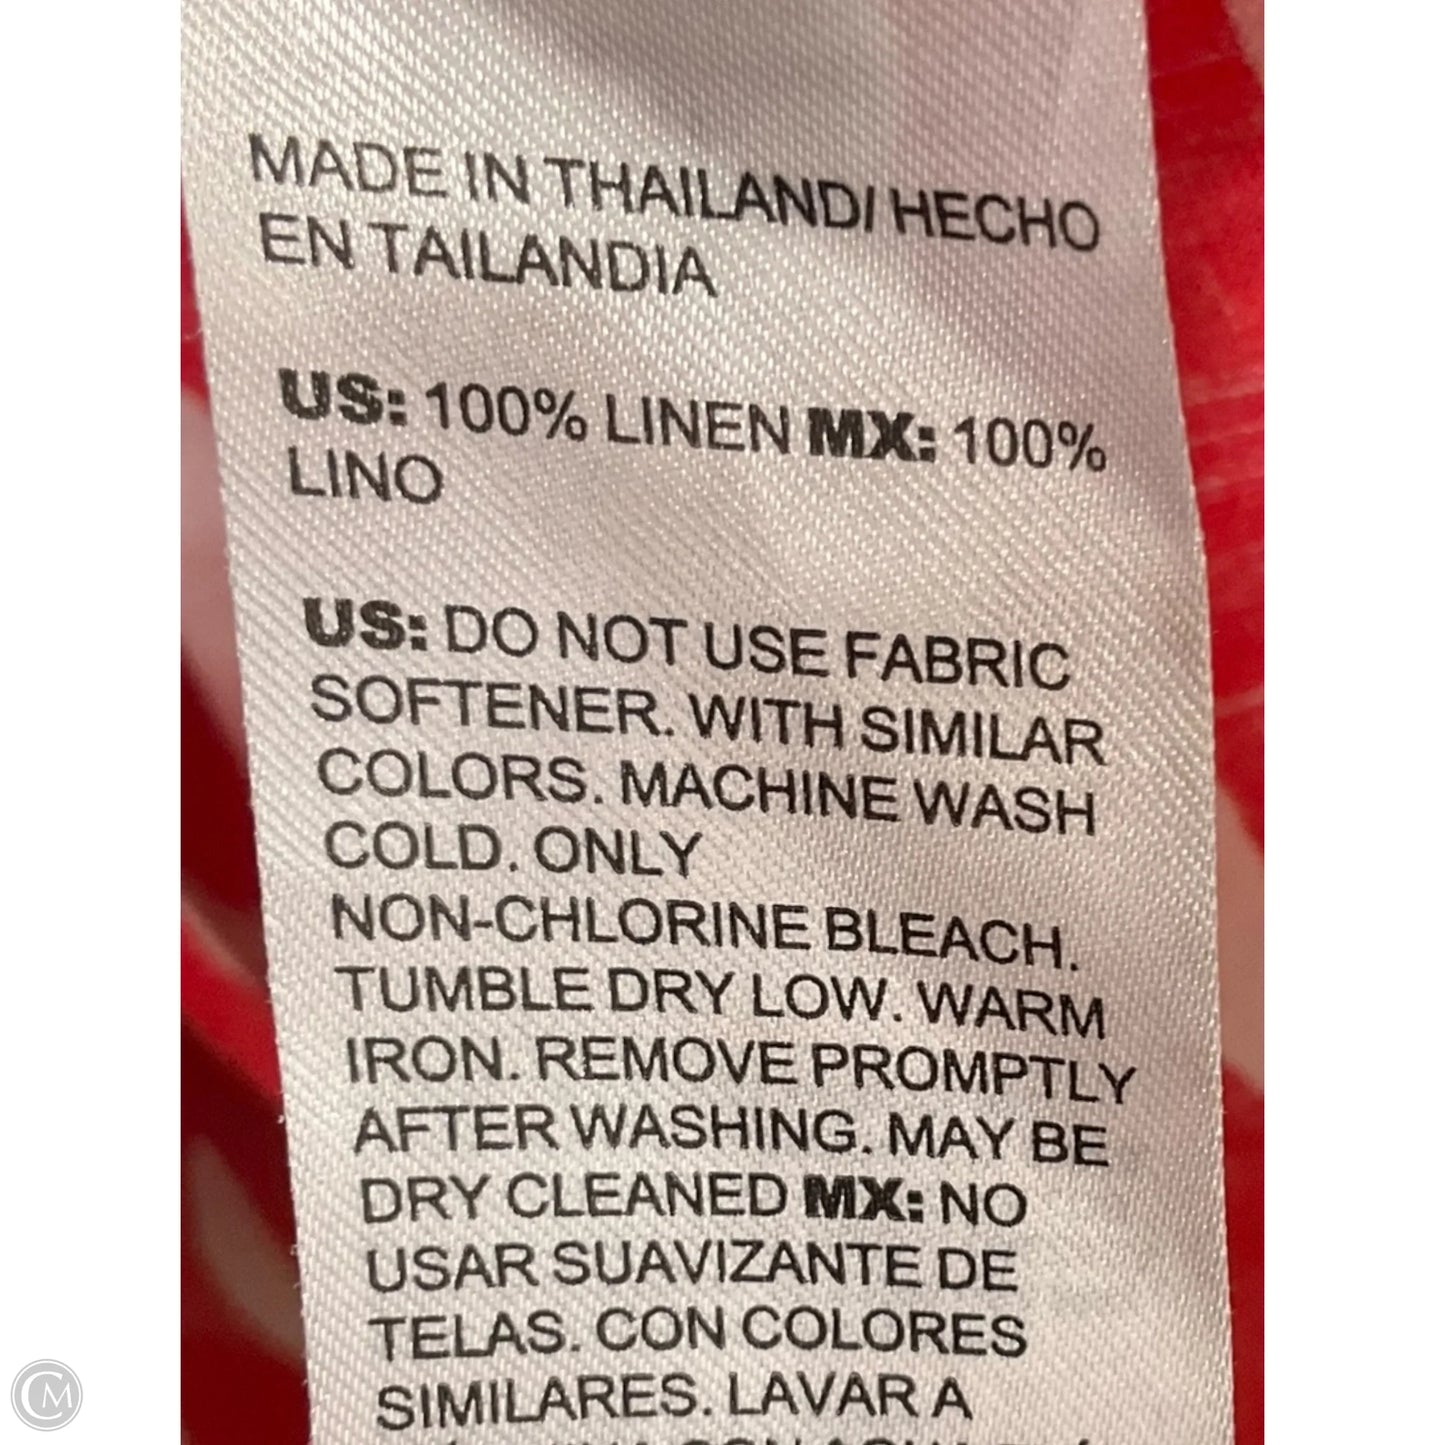 MADE IN THAILAND/ HECHO
EN TAILANDIA
US: 100% LINEN MX: 100%
LINO
US: DO NOT USE FABRIC
SOFTENER. WITH SIMILAR
COLORS. MACHINE WASH
COLD. ONLY
NON-CHLORINE BLEACH.
TUMBLE DRY LOW. WARM
IRON. REMOVE PROMPTLY
AFTER WASHING. MAY BE
DRY CLEANED MX: NO
USAR SUAVIZANTE DE
TELAS. CON COLORES
SIMILARES. LAVAR A
CM